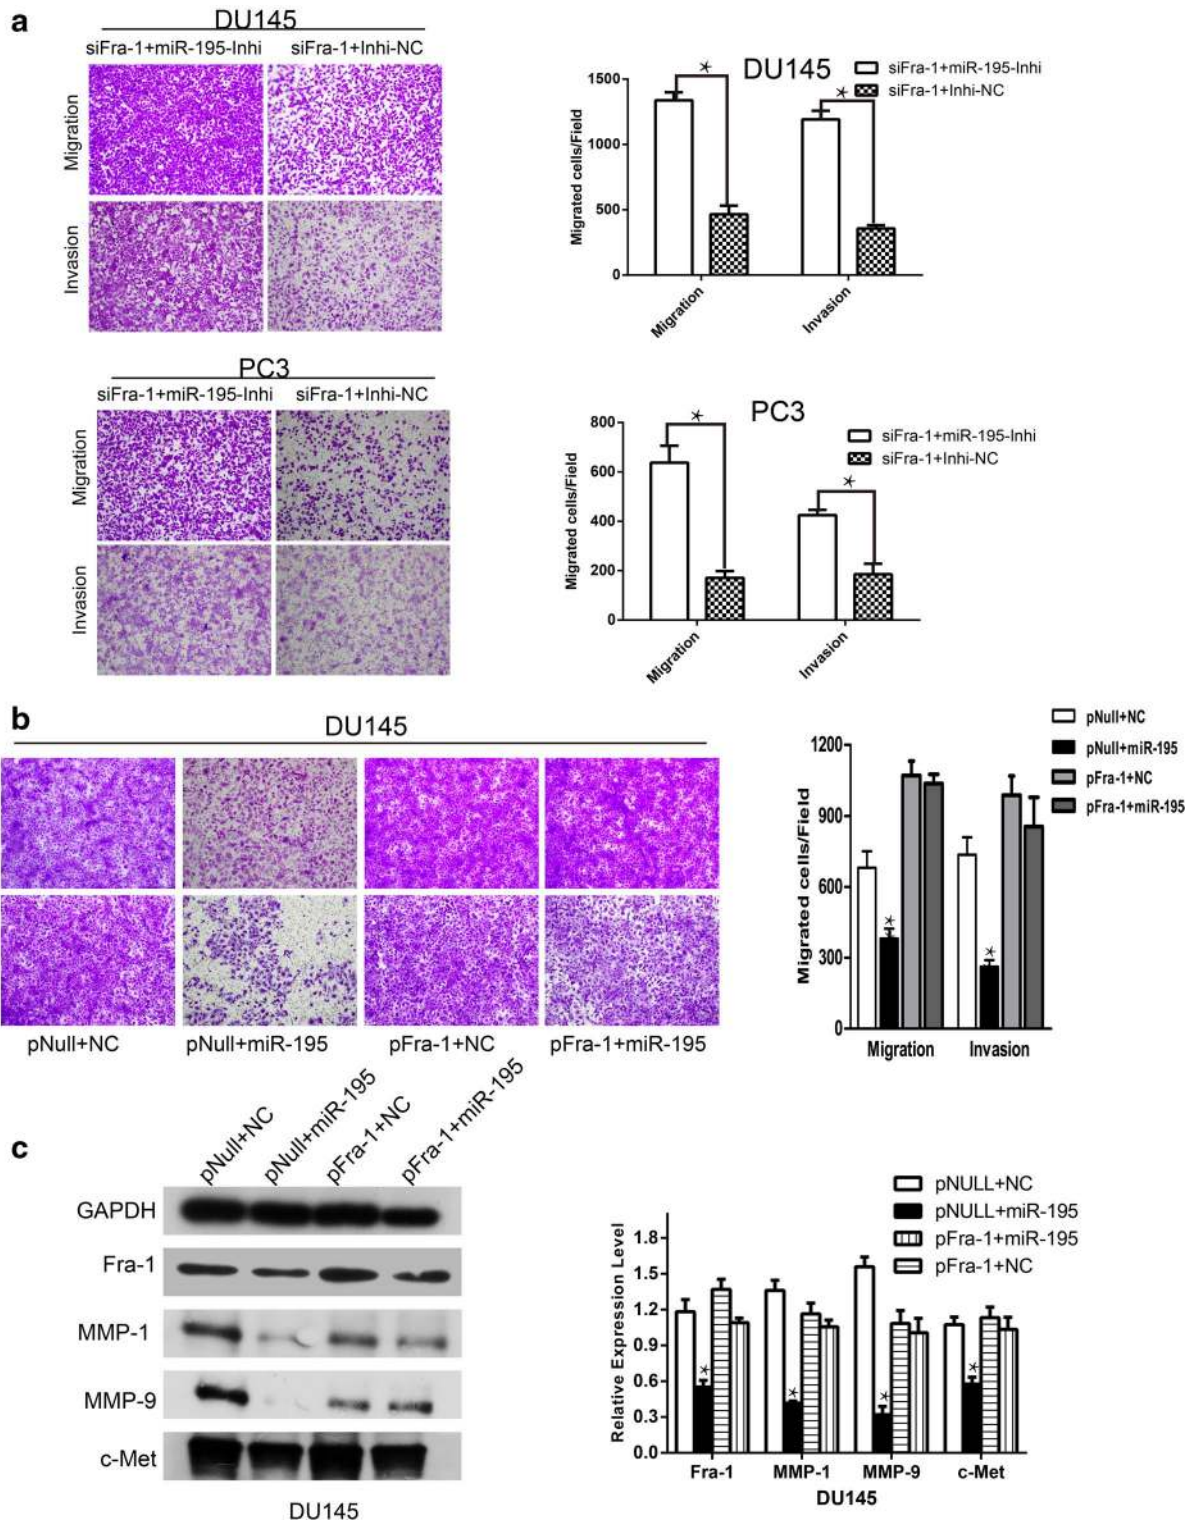 a
DU145
siFra-1+miR-195-Inhi siFra-1+Inhi-NC
Migration
Invasion
DU145
siFra-1+miR-195-Inhi
siFra-1+Inhi-NC
Migrated cells/Field
1500
1000
500
0
*
*
Migration
Invasion
PC3
siFra-1+miR-195-Inhi siFra-1+Inhi-NC
Migration
Invasion
PC3
siFra-1+miR-195-Inhi
siFra-1+Inhi-NC
Migrated cells/Field
800
600
400
200
0
*
*
Migration
Invasion
b
DU145
pNull+NC pNull+miR-195 pFra-1+NC pFra-1+miR-195
pNull+NC
pNull+miR-195
pFra-1+NC
pFra-1+miR-195
Migrated cells/Field
1200
900
600
300
0
*
*
Migration Invasion
c
pNull+NC
pNull+miR-195
pFra-1+NC
pFra-1+miR-195
GAPDH
Fra-1
MMP-1
MMP-9
c-Met
DU145
pNULL+NC
pNULL+miR-195
pFra-1+miR-195
pFra-1+NC
Relative Expression Level
1.8
1.5
1.2
0.9
0.6
0.3
0.0
*
*
*
*
Fra-1 MMP-1 MMP-9 c-Met
DU145